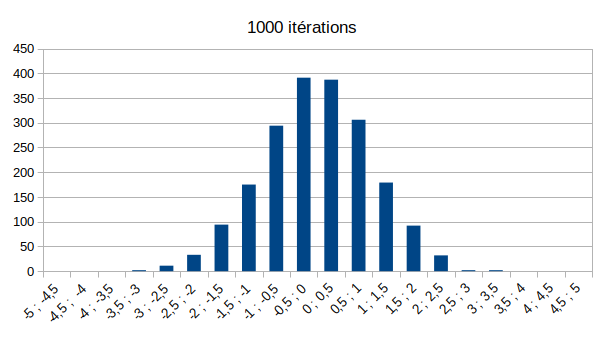 1000 itérations
450
400
350
300
250
200
150
100
50
0
-5 ; -4,5
-4,5 ; -4
-4 ; -3,5
-3,5 ; -3
-3 ; -2,5
-2,5 ; -2
-2 ; -1,5
-1,5 ; -1
-1 ; -0,5
-0,5 ; 0
0 ; 0,5
0,5 ; 1
1 ; 1,5
1,5 ; 2
2 ; 2,5
2,5 ; 3
3 ; 3,5
3,5 ; 4
4 ; 4,5
4,5 ; 5